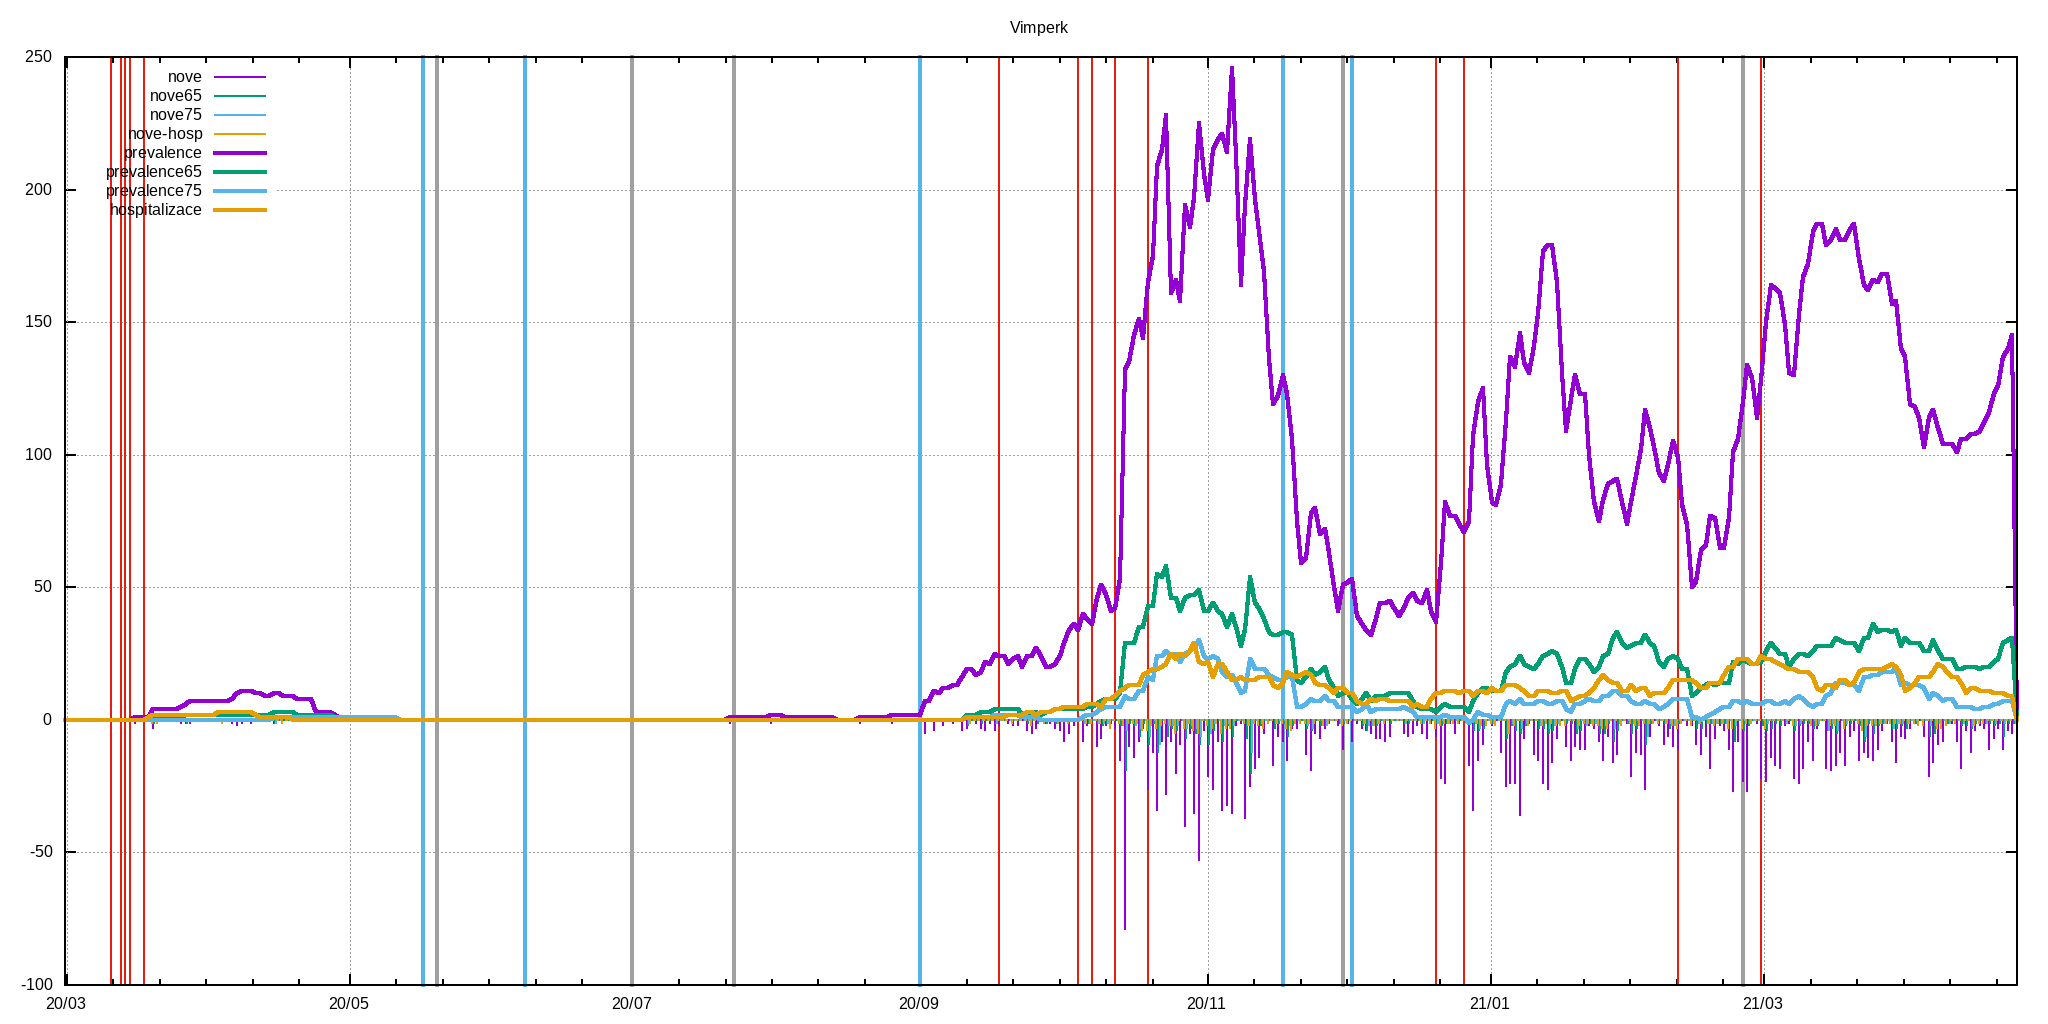 Vimperk
250
200
150
100
50
0
-50
-100
nove
nove65
nove75
nove-hosp
prevalence
prevalence65
prevalence75
hospitalizace
20/03
20/05
20/07
20/09
20/11
21/01
21/03